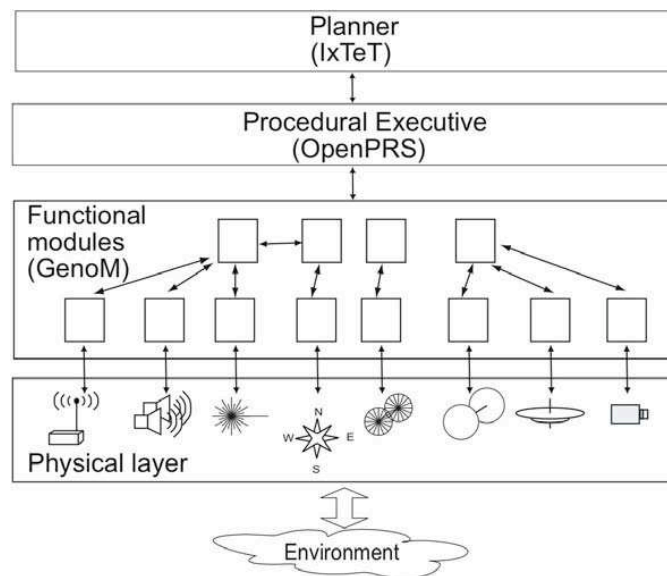 Planner
(IxTeT)
Procedural Executive
(OpenPRS)
Functional
modules
(GenoM)
N
W E
S
Physical layer
Environment